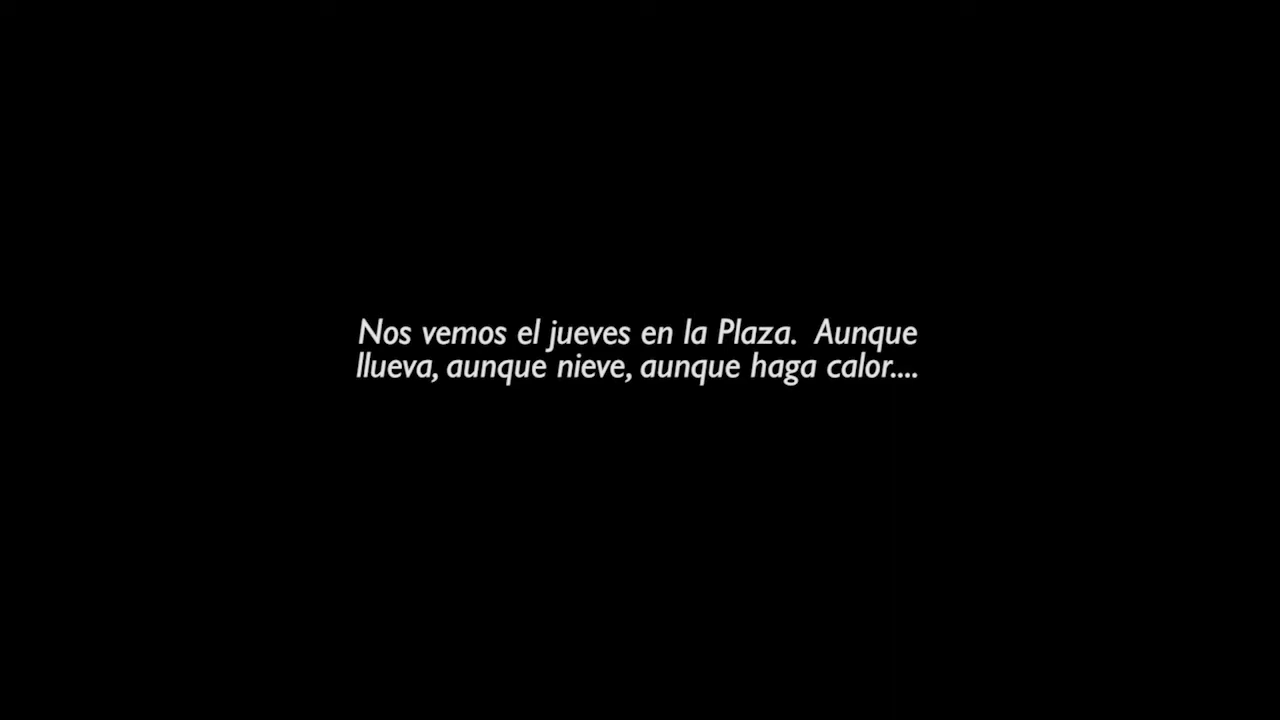 Nos vemos el jueves en la Plaza.  Aunque
llueva, aunque nieve, aunque haga calor....